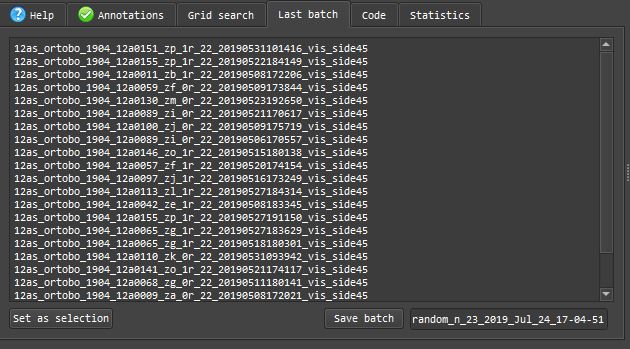 Help Annotations Grid search Last batch Code Statistics
12as_ortobo_1904_12a0151_zp_1r_22_20190531101416_vis_side45
12as_ortobo_1904_12a0155_zp_1r_22_20190522184149_vis_side45
12as_ortobo_1904_12a0011_zb_1r_22_20190508172206_vis_side45
12as_ortobo_1904_12a0059_zf_0r_22_20190509173844_vis_side45
12as_ortobo_1904_12a0130_zm_0r_22_20190523192650_vis_side45
12as_ortobo_1904_12a0089_zi_0r_22_20190521170617_vis_side45
12as_ortobo_1904_12a0100_zj_0r_22_20190509175719_vis_side45
12as_ortobo_1904_12a0089_zi_0r_22_20190506170557_vis_side45
12as_ortobo_1904_12a0146_zo_1r_22_20190515180138_vis_side45
12as_ortobo_1904_12a0057_zf_1r_22_20190520174154_vis_side45
12as_ortobo_1904_12a0097_zj_1r_22_20190516173249_vis_side45
12as_ortobo_1904_12a0113_zl_1r_22_20190527184314_vis_side45
12as_ortobo_1904_12a0042_ze_1r_22_20190508183345_vis_side45
12as_ortobo_1904_12a0155_zp_1r_22_20190527191150_vis_side45
12as_ortobo_1904_12a0065_zg_1r_22_20190527183629_vis_side45
12as_ortobo_1904_12a0065_zg_1r_22_20190518180301_vis_side45
12as_ortobo_1904_12a0110_zk_0r_22_20190531093942_vis_side45
12as_ortobo_1904_12a0141_zo_1r_22_20190521174117_vis_side45
12as_ortobo_1904_12a0068_zg_0r_22_20190511180141_vis_side45
12as_ortobo_1904_12a0009_za_0r_22_20190508172021_vis_side45
Set as selection Save batch random_n_23_2019_Jul_24_17-04-51